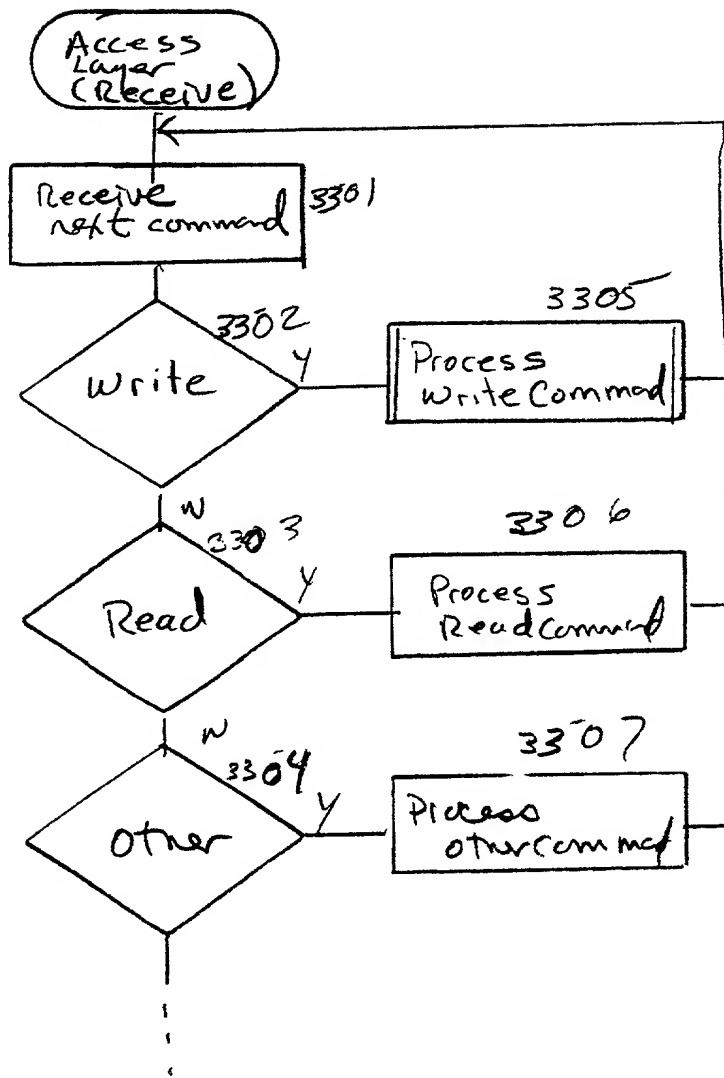 Access
Layer
(Receive)
Receive
next command
3301
3302
Write
Y
3305
Process
Write Command
N
3303
Read
Y
3306
Process
Read Command
N
3304
Other
Y
3307
Process
Other Command